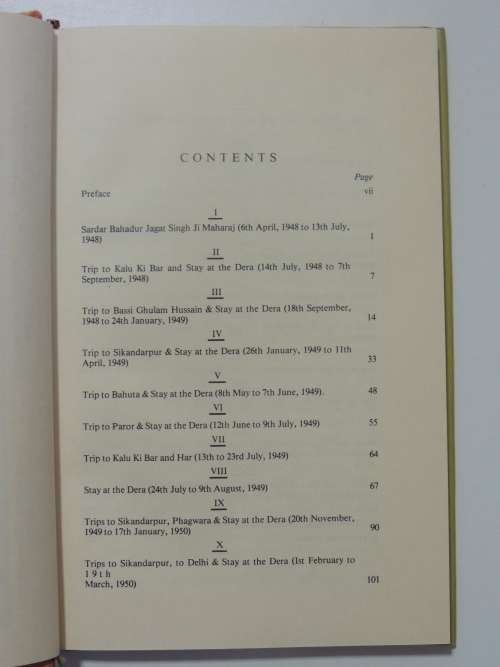 CONTENTS
Page
Preface vii
I
Sardar Bahadur Jagat Singh Ji Maharaj (6th April, 1948 to 13th July,
1948) 1
II
Trip to Kalu Ki Bar and Stay at the Dera (14th July, 1948 to 7th
September, 1948) 7
III
Trip to Bassi Ghulam Hussain & Stay at the Dera (18th September,
1948 to 24th January, 1949) 14
IV
Trip to Sikandarpur & Stay at the Dera (26th January, 1949 to 11th
April, 1949) 33
V
Trip to Bahuta & Stay at the Dera (8th May to 7th June, 1949). 48
VI
Trip to Paror & Stay at the Dera (12th June to 9th July, 1949) 55
VII
Trip to Kalu Ki Bar and Har (13th to 23rd July, 1949) 64
VIII
Stay at the Dera (24th July to 9th August, 1949) 67
IX
Trips to Sikandarpur, Phagwara & Stay at the Dera (20th November,
1949 to 17th January, 1950) 90
X
Trips to Sikandarpur, to Delhi & Stay at the Dera (1st February to
19th
March, 1950) 101